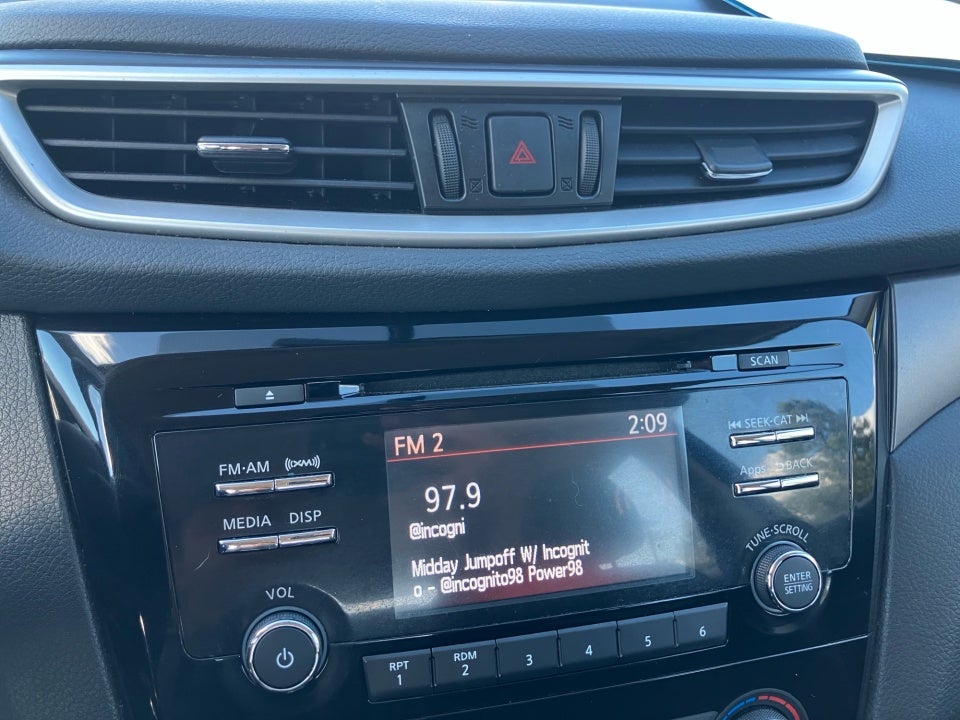 SCAN
FM·AM ((XM))
MEDIA DISP
VOL
FM 2 2:09
97.9
@incogni
Midday Jumpoff W/ Incognit
o - @incognito98 Power98
SEEK·CAT
Apps BACK
TUNE·SCROLL
ENTER
SETTING
RPT
1
RDM
2
3
4
5
6